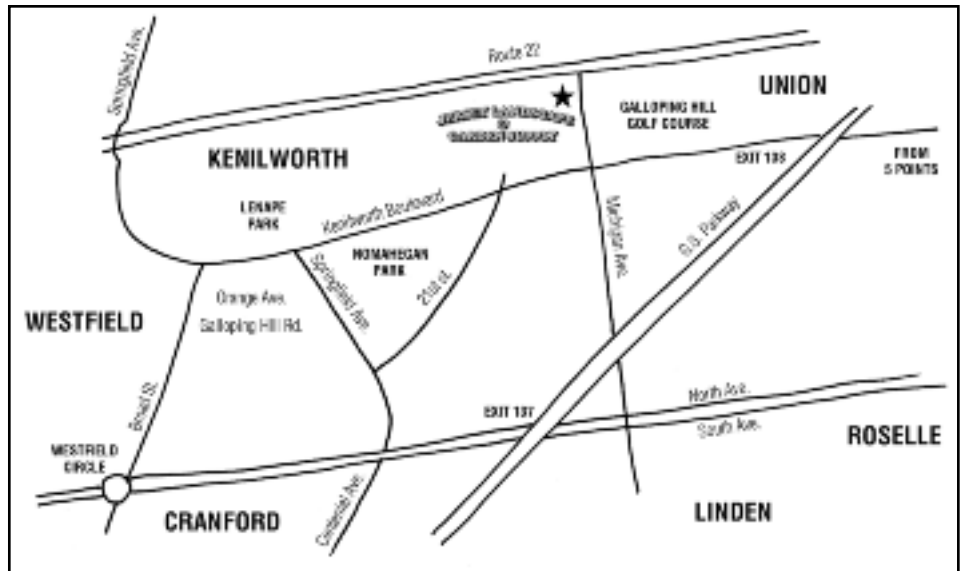 Springfield Ave.
Route 22
UNION
GALLOPING HILL
GOLF COURSE
KENILWORTH
EXIT 138
FROM
5 POINTS
LENAPE
PARK
Kenilworth Boulevard
Michigan Ave.
G.S. Parkway
NOMAHEGAN
PARK
Springfield Ave.
21st st.
Orange Ave.
Galloping Hill Rd.
WESTFIELD
Broad St.
North Ave.
EXIT 137
South Ave.
ROSELLE
WESTFIELD
CIRCLE
CRANFORD
Centennial Ave.
LINDEN